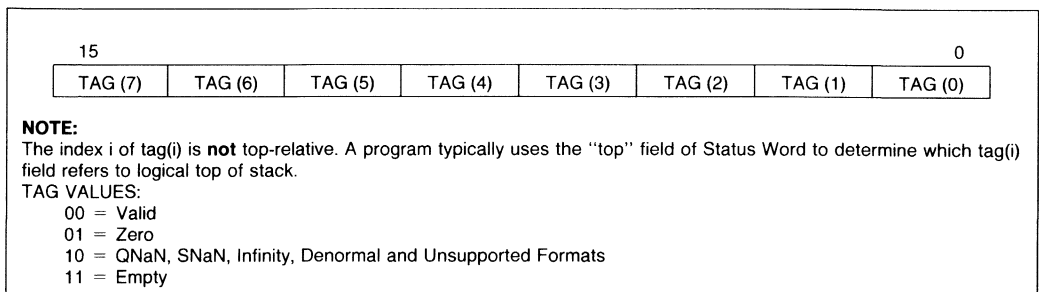 15 0
TAG (7) TAG (6) TAG (5) TAG (4) TAG (3) TAG (2) TAG (1) TAG (0)
NOTE:
The index i of tag(i) is not top-relative. A program typically uses the "top" field of Status Word to determine which tag(i)
field refers to logical top of stack.
TAG VALUES:
00 = Valid
01 = Zero
10 = QNaN, SNaN, Infinity, Denormal and Unsupported Formats
11 = Empty